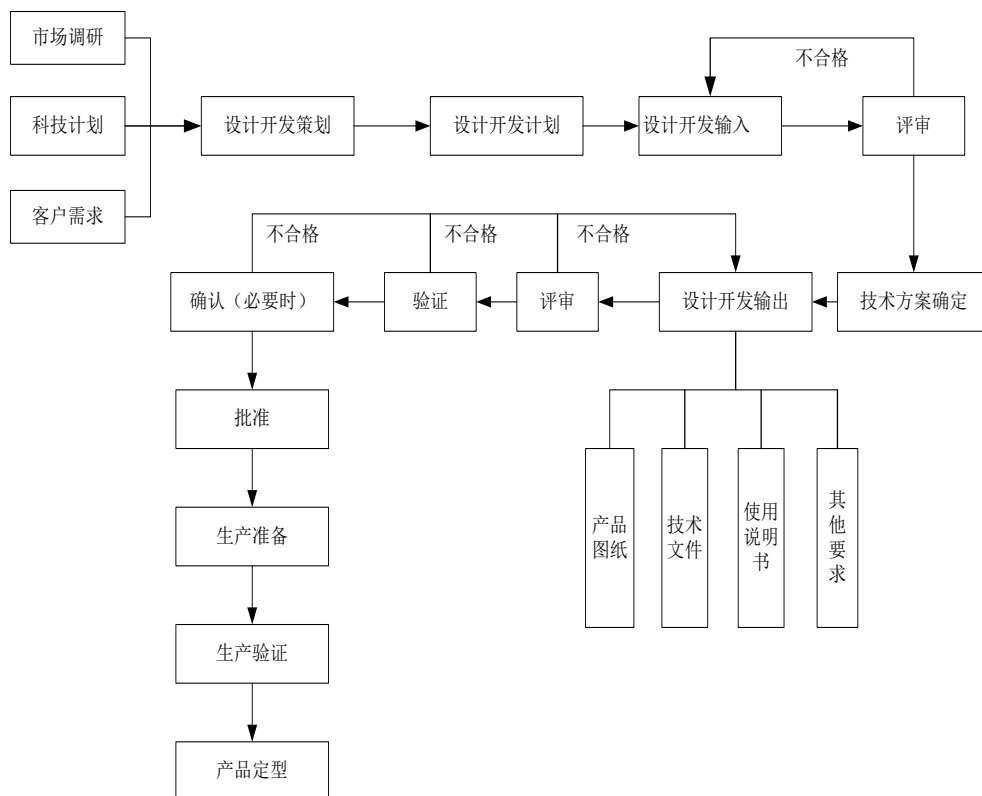 市场调研
不合格
科技计划
设计开发策划
设计开发计划
设计开发输入
评审
客户需求
不合格
不合格
不合格
确认（必要时）
验证
评审
设计开发输出
技术方案确定
批准
生产准备
产品
图纸
技术
文件
使用
说明
书
其
他
要
求
生产验证
产品定型